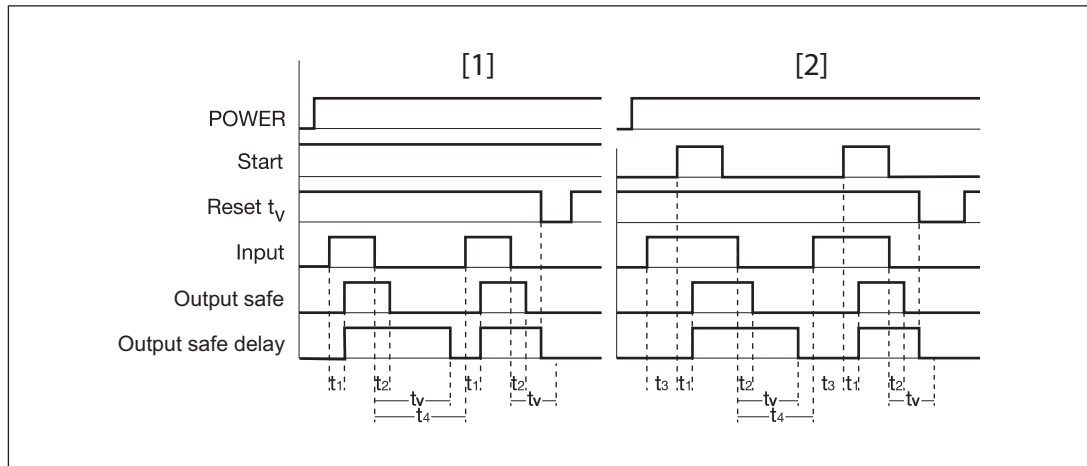 [1] [2]
POWER
Start
Reset tV
Input
Output safe
Output safe delay
t1 t2 t1 t2 t3 t1 t2 t3 t1 t2
tv tv tv tv
t4 t4